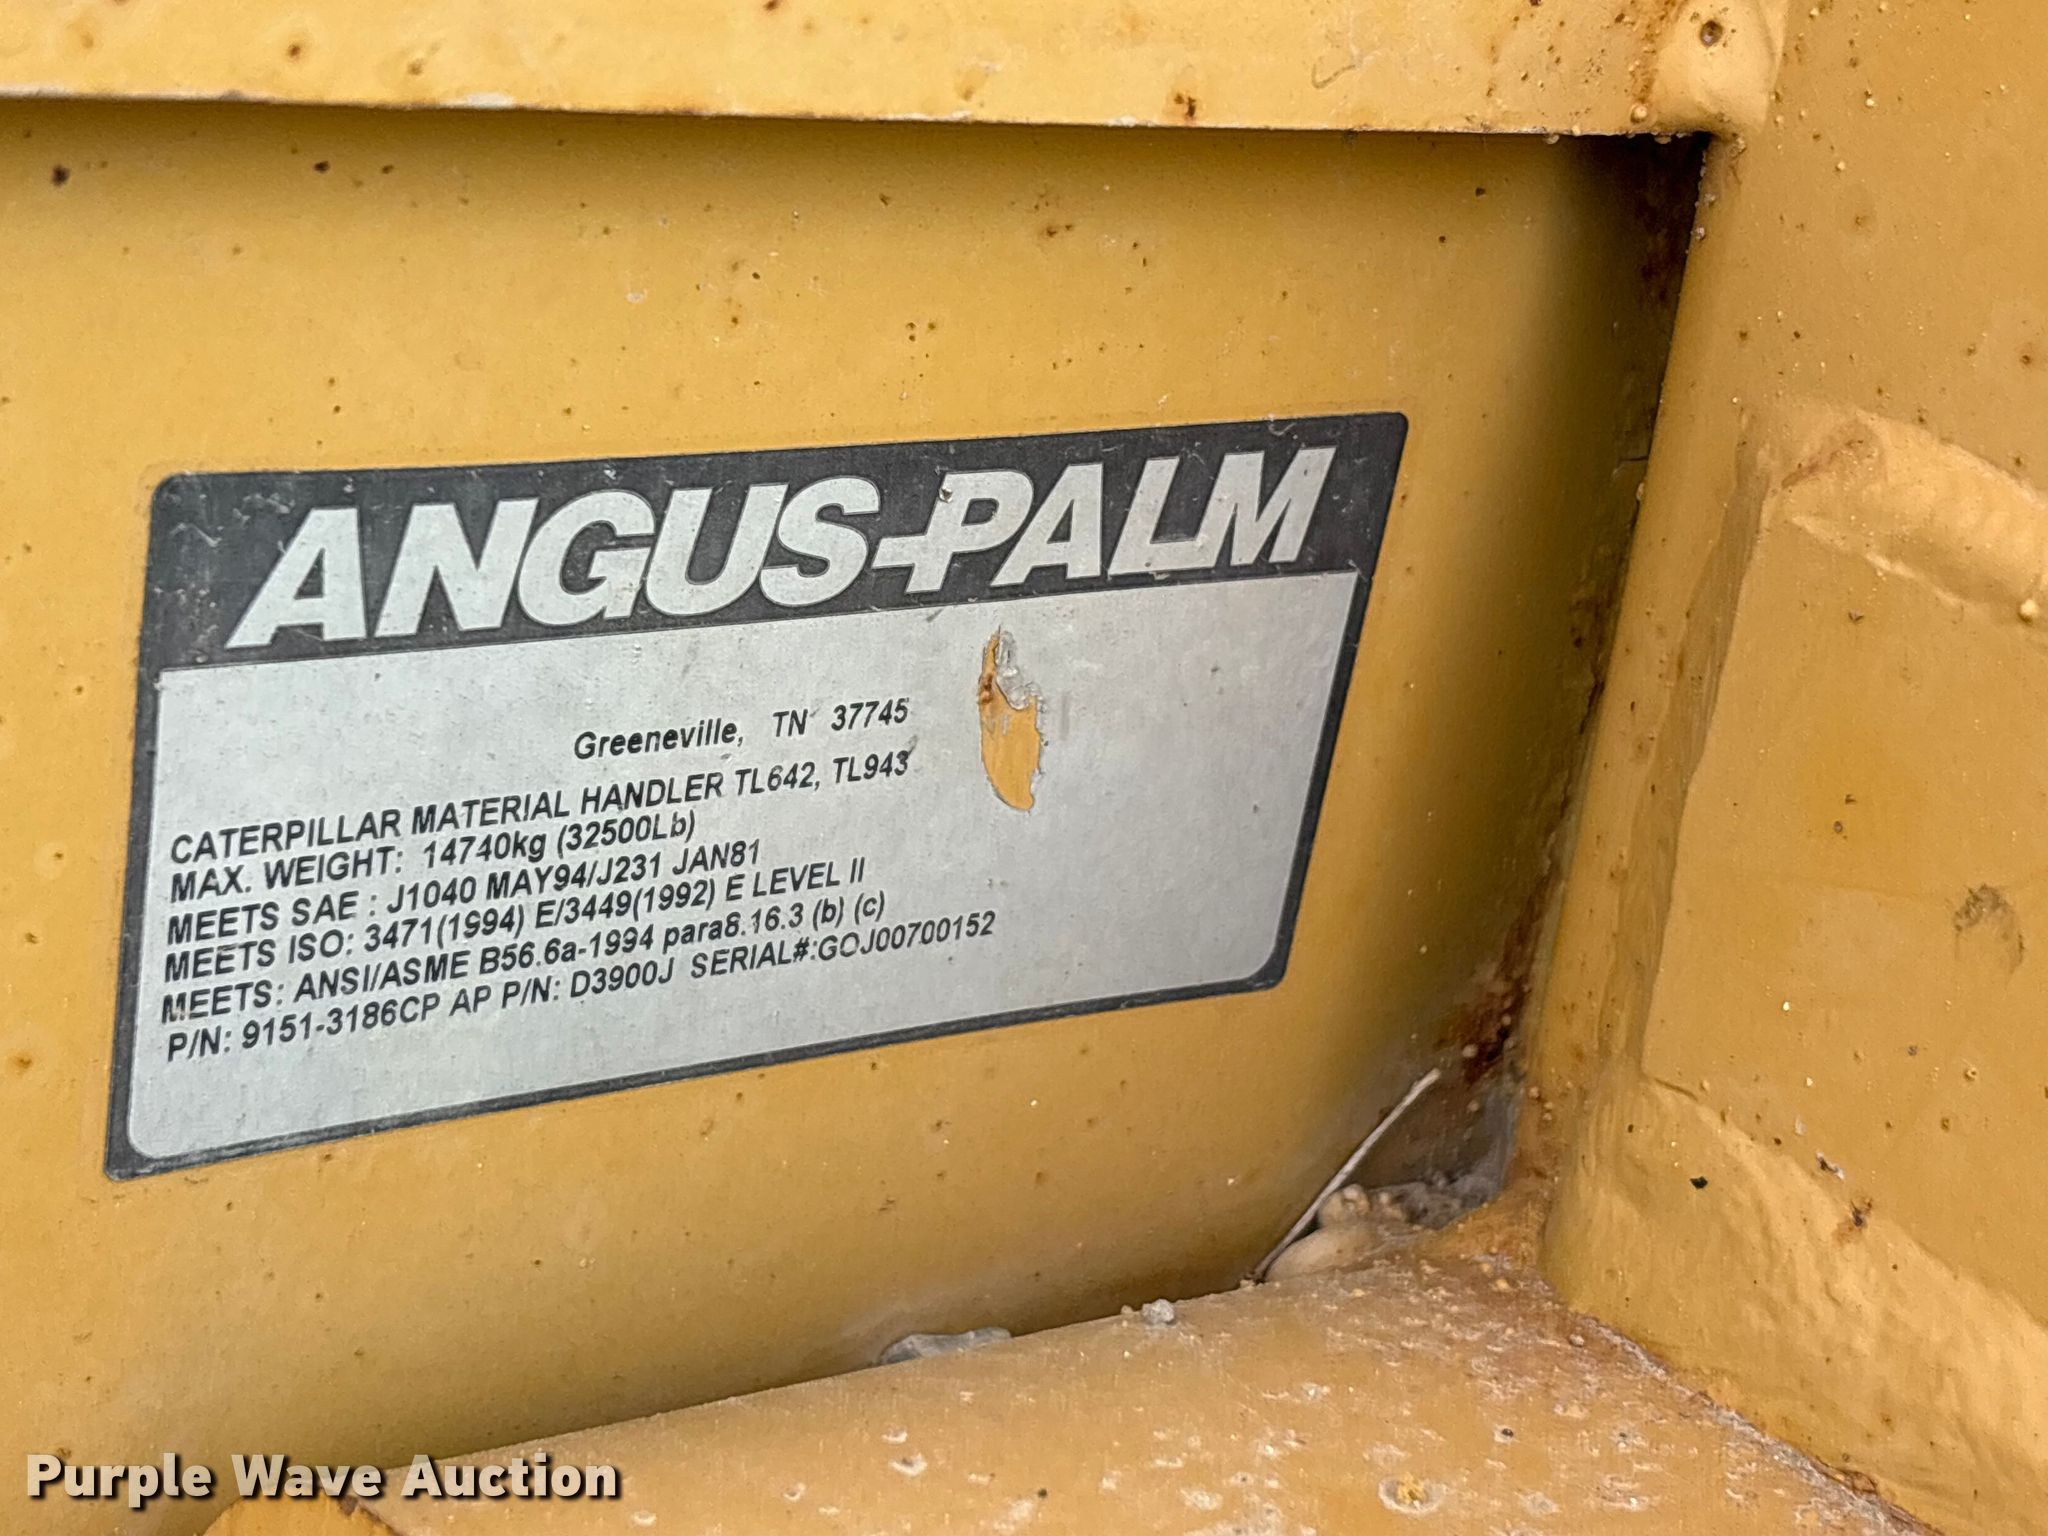 ANGUS-PALM
Greeneville, TN 37745
CATERPILLAR MATERIAL HANDLER TL642, TL943
MAX. WEIGHT: 14740kg (32500Lb)
MEETS SAE : J1040 MAY94/J231 JAN81
MEETS ISO: 3471(1994) E/3449(1992) E LEVEL II
MEETS: ANSI/ASME B56.6a-1994 para8.16.3 (b) (c)
P/N: 9151-3186CP AP P/N: D3900J SERIAL#:GOJ00700152
Purple Wave Auction